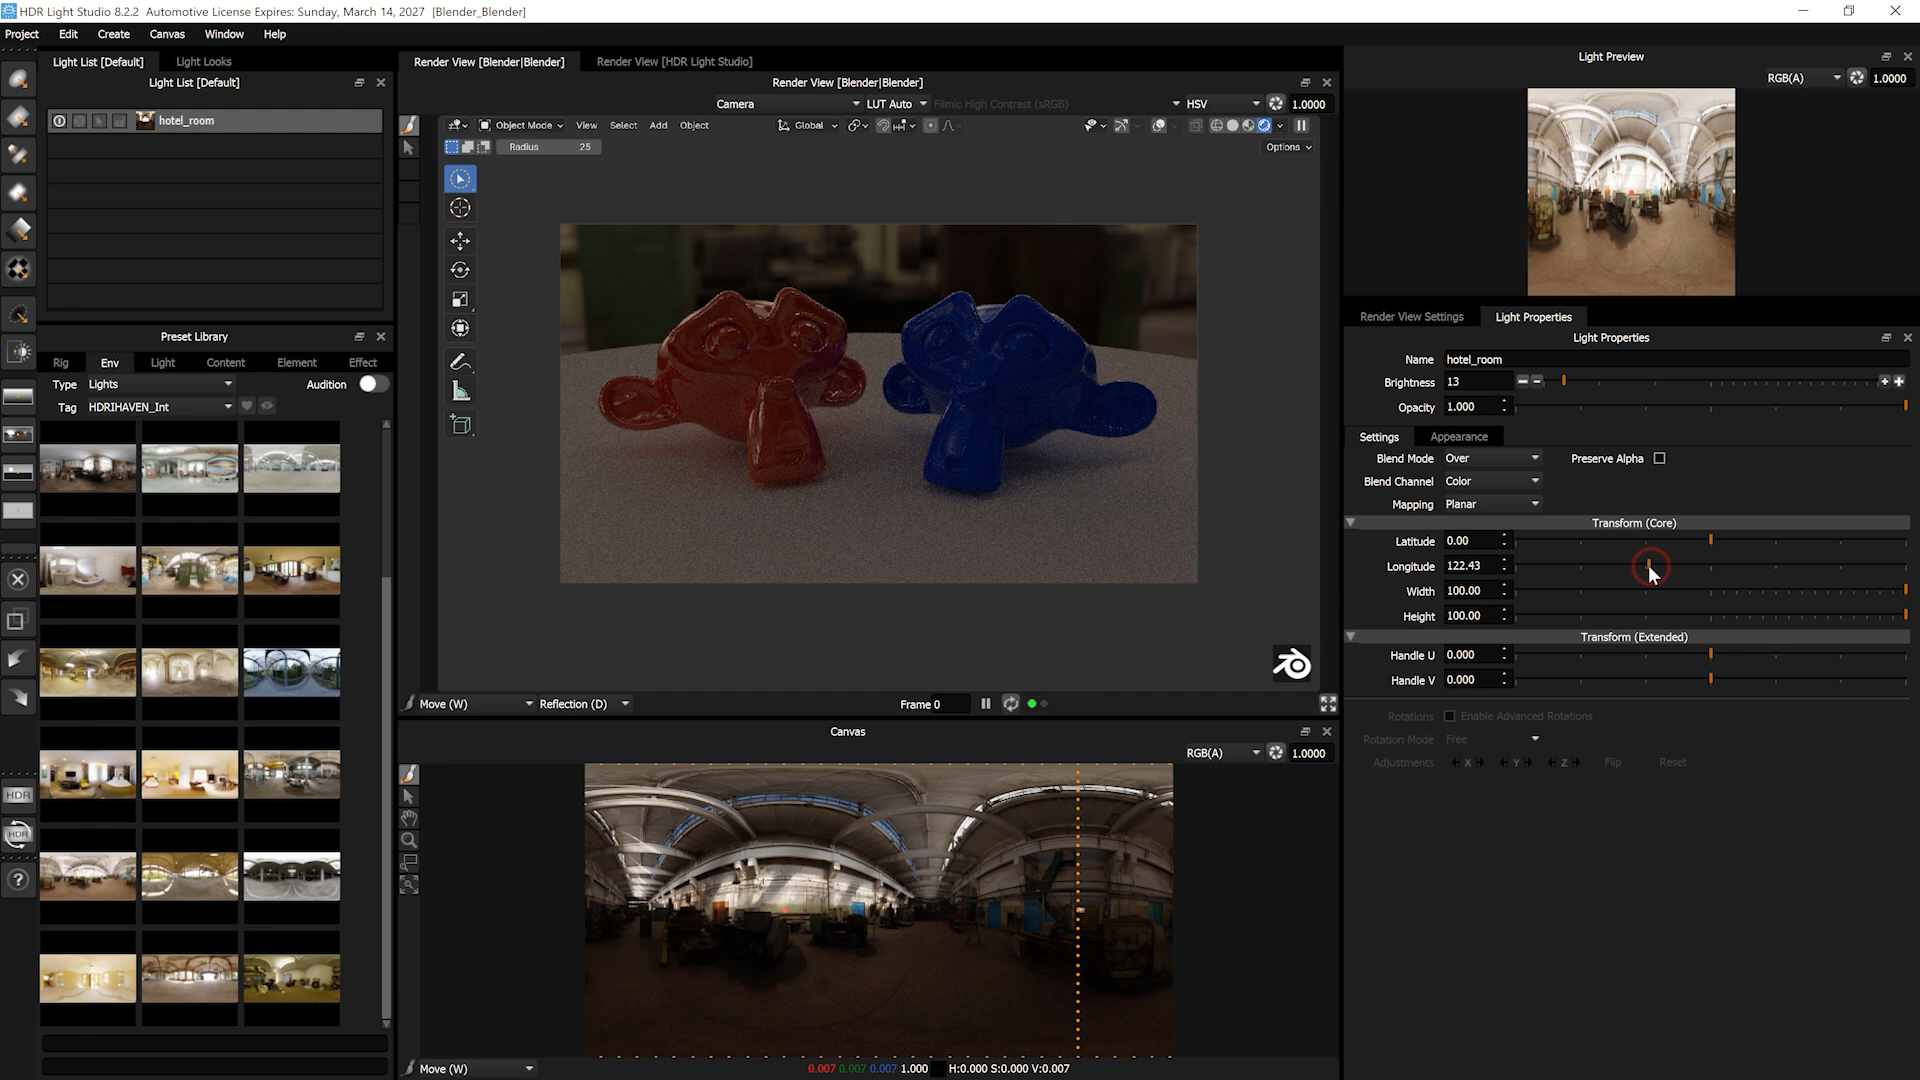 HDR Light Studio 8.2.2  Automotive License Expires: Sunday, March 14, 2027  [Blender_Blender]
Project Edit Create Canvas Window Help
Light List [Default] Light Looks
Light List [Default]
hotel_room
Preset Library
Rig Env Light Content Element Effect
Type Lights Audition
Tag HDRIHAVEN_Int
HDR
HDR
?
Render View [Blender|Blender] Render View [HDR Light Studio]
Render View [Blender|Blender]
Camera LUT Auto Filmic High Contrast (sRGB) HSV 1.0000
Object Mode View Select Add Object Global
Radius 25 Options
Move (W) Reflection (D) Frame 0
Canvas
RGB(A) 1.0000
Move (W) 0.007 0.007 0.007 1.000 H:0.000 S:0.000 V:0.007
Light Preview
RGB(A) 1.0000
Render View Settings Light Properties
Light Properties
Name hotel_room
Brightness 13
Opacity 1.000
Settings Appearance
Blend Mode Over Preserve Alpha
Blend Channel Color
Mapping Planar
Transform (Core)
Latitude 0.00
Longitude 122.43
Width 100.00
Height 100.00
Transform (Extended)
Handle U 0.000
Handle V 0.000
Rotations Enable Advanced Rotations
Rotation Mode Free
Adjustments X Y Z Flip Reset